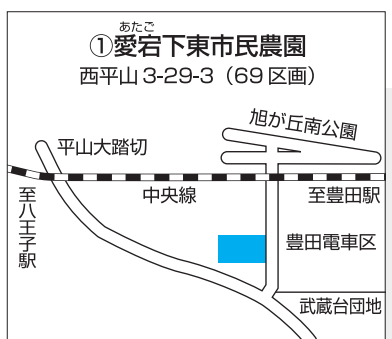 あたご
①愛宕下東市民農園
西平山3-29-3（69区画）
旭が丘南公園
平山大踏切
至八王子駅
中央線
至豊田駅
豊田電車区
武蔵台団地